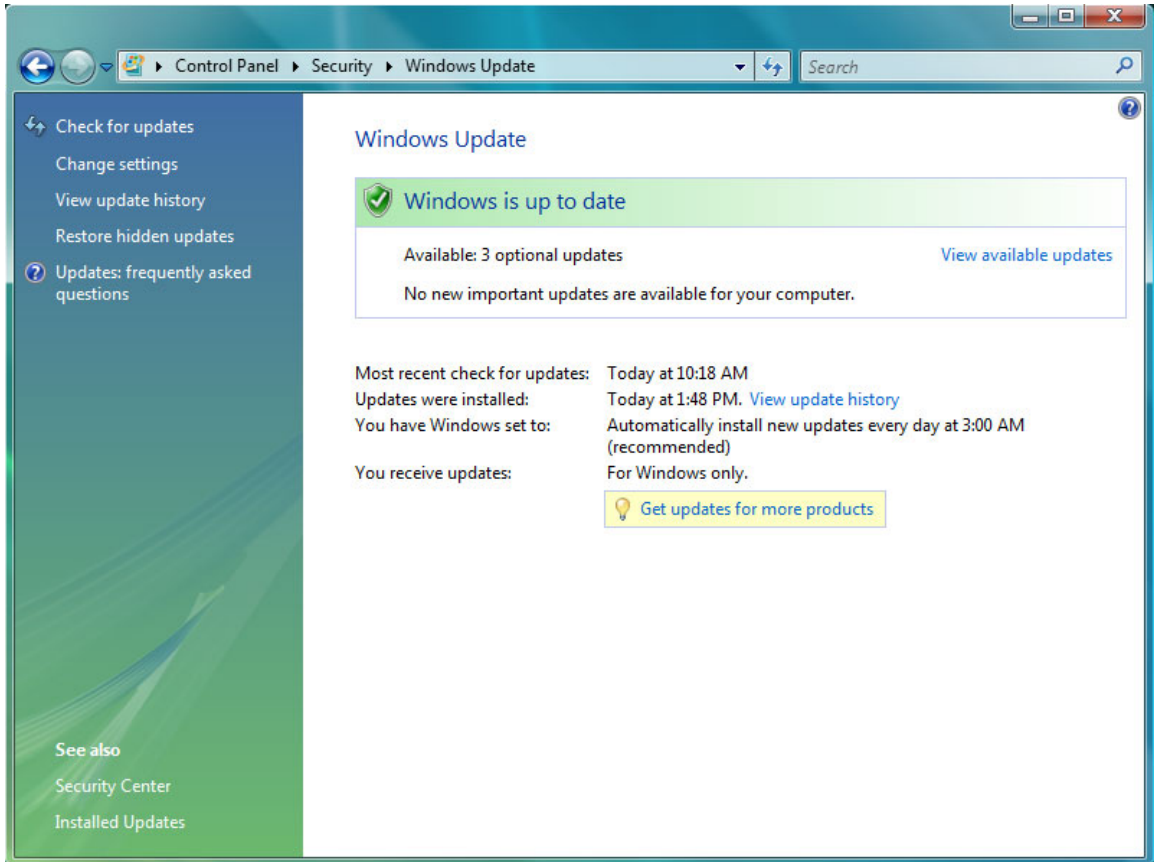 Control Panel Security Windows Update
Search
Check for updates
Change settings
View update history
Restore hidden updates
Updates: frequently asked
questions
Windows Update
Windows is up to date
Available: 3 optional updates View available updates
No new important updates are available for your computer.
Most recent check for updates: Today at 10:18 AM
Updates were installed: Today at 1:48 PM. View update history
You have Windows set to: Automatically install new updates every day at 3:00 AM
(recommended)
You receive updates: For Windows only.
Get updates for more products
See also
Security Center
Installed Updates